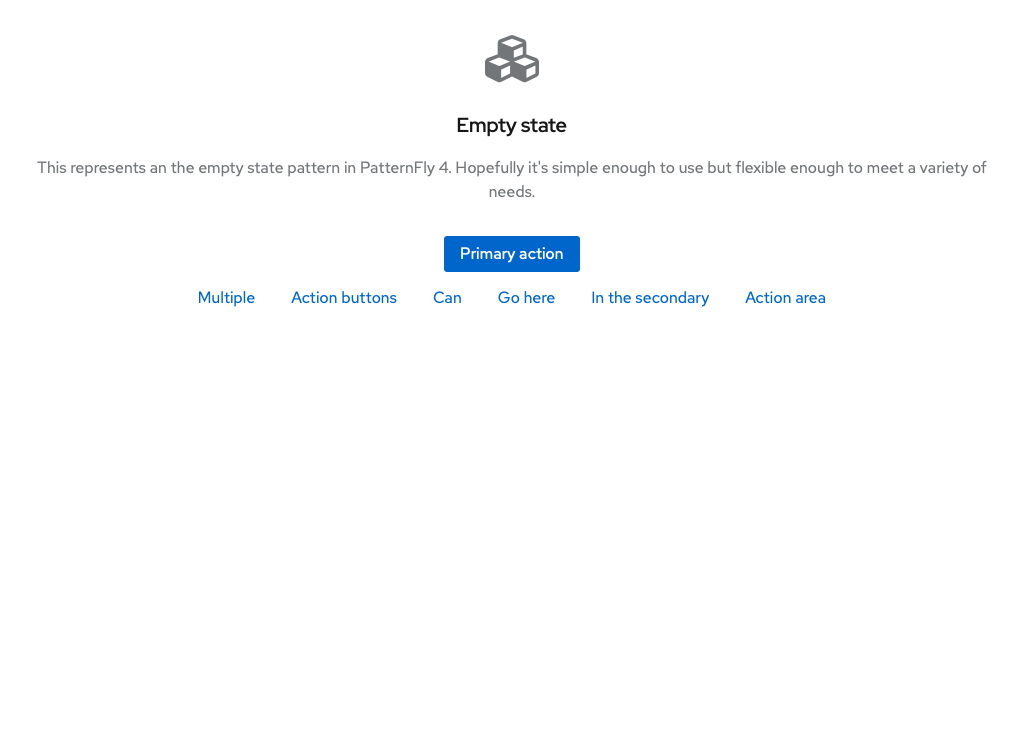 Empty state
This represents an the empty state pattern in PatternFly 4. Hopefully it's simple enough to use but flexible enough to meet a variety of
needs.
Primary action
Multiple Action buttons Can Go here In the secondary Action area